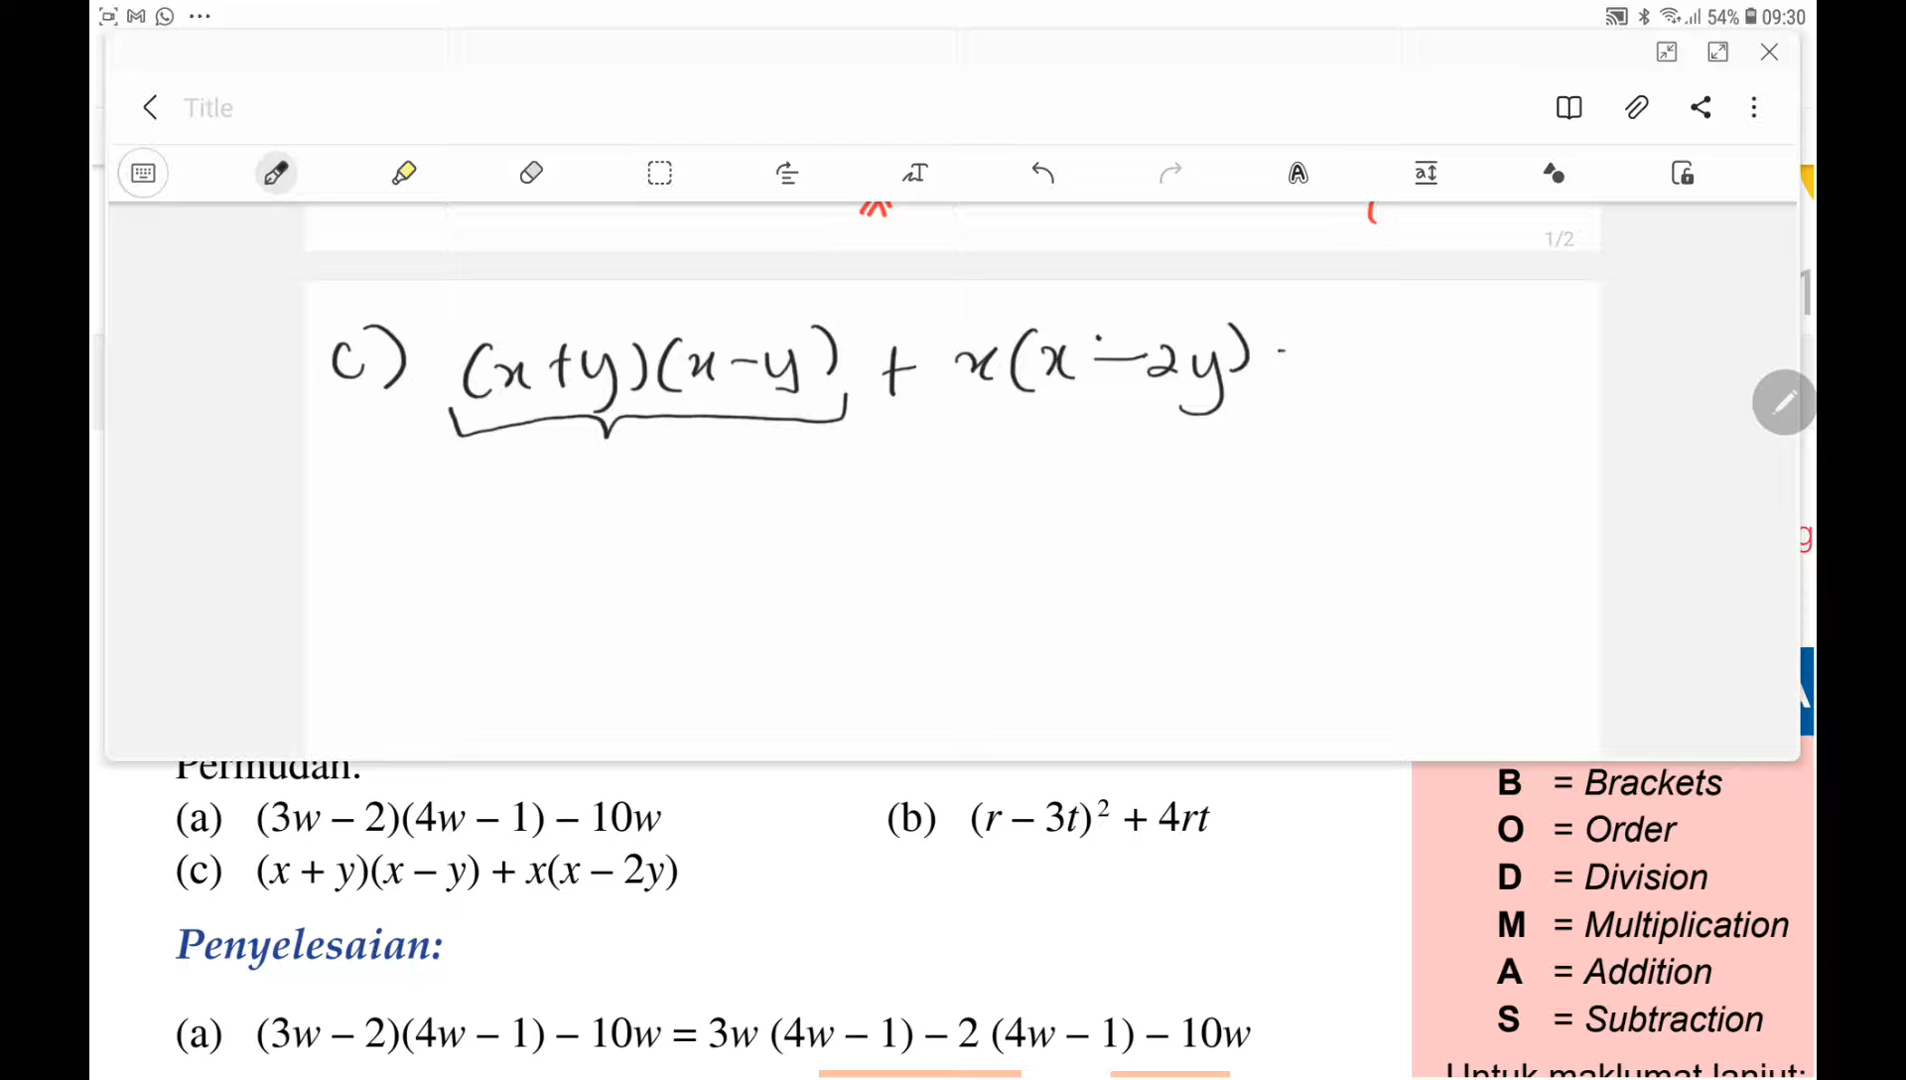 54% 09:30
Title
1/2
c) (x+y)(x-y) + x(x-2y)
Permudah.
(a) (3w – 2)(4w – 1) – 10w
(b) (r – 3t)² + 4rt
(c) (x + y)(x – y) + x(x – 2y)
Penyelesaian:
(a) (3w – 2)(4w – 1) – 10w = 3w (4w – 1) – 2 (4w – 1) – 10w
B = Brackets
O = Order
D = Division
M = Multiplication
A = Addition
S = Subtraction
Untuk maklumat lanjut: